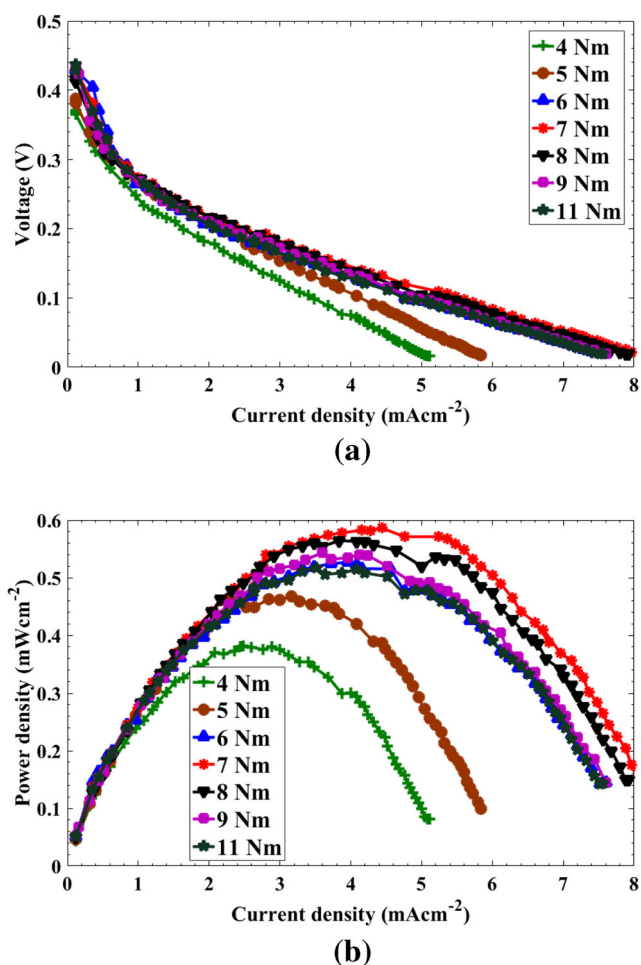 0.5
0.4
0.3
0.2
0.1
0
Voltage (V)
4 Nm
5 Nm
6 Nm
7 Nm
8 Nm
9 Nm
11 Nm
0 1 2 3 4 5 6 7 8
Current density (mAcm⁻²)
(a)
0.6
0.5
0.4
0.3
0.2
0.1
0
Power density (mWcm⁻²)
4 Nm
5 Nm
6 Nm
7 Nm
8 Nm
9 Nm
11 Nm
0 1 2 3 4 5 6 7 8
Current density (mAcm⁻²)
(b)